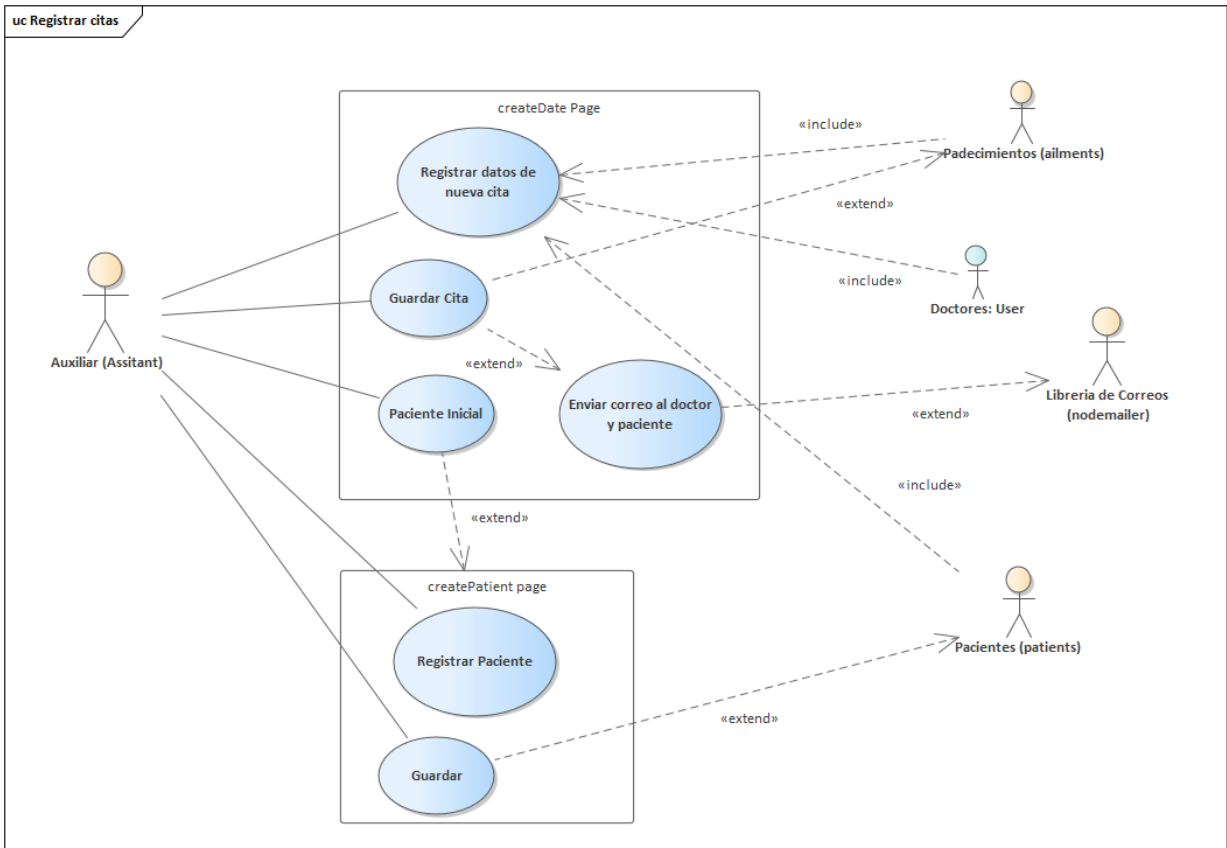 uc Registrar citas
createDate Page
Registrar datos de
nueva cita
«include»
Padecimientos (ailments)
«extend»
Guardar Cita
«include»
Doctores: User
Auxiliar (Assitant)
«extend»
Paciente Inicial
Enviar correo al doctor
y paciente
«extend»
Libreria de Correos
(nodemailer)
«include»
«extend»
createPatient page
Registrar Paciente
Pacientes (patients)
«extend»
Guardar